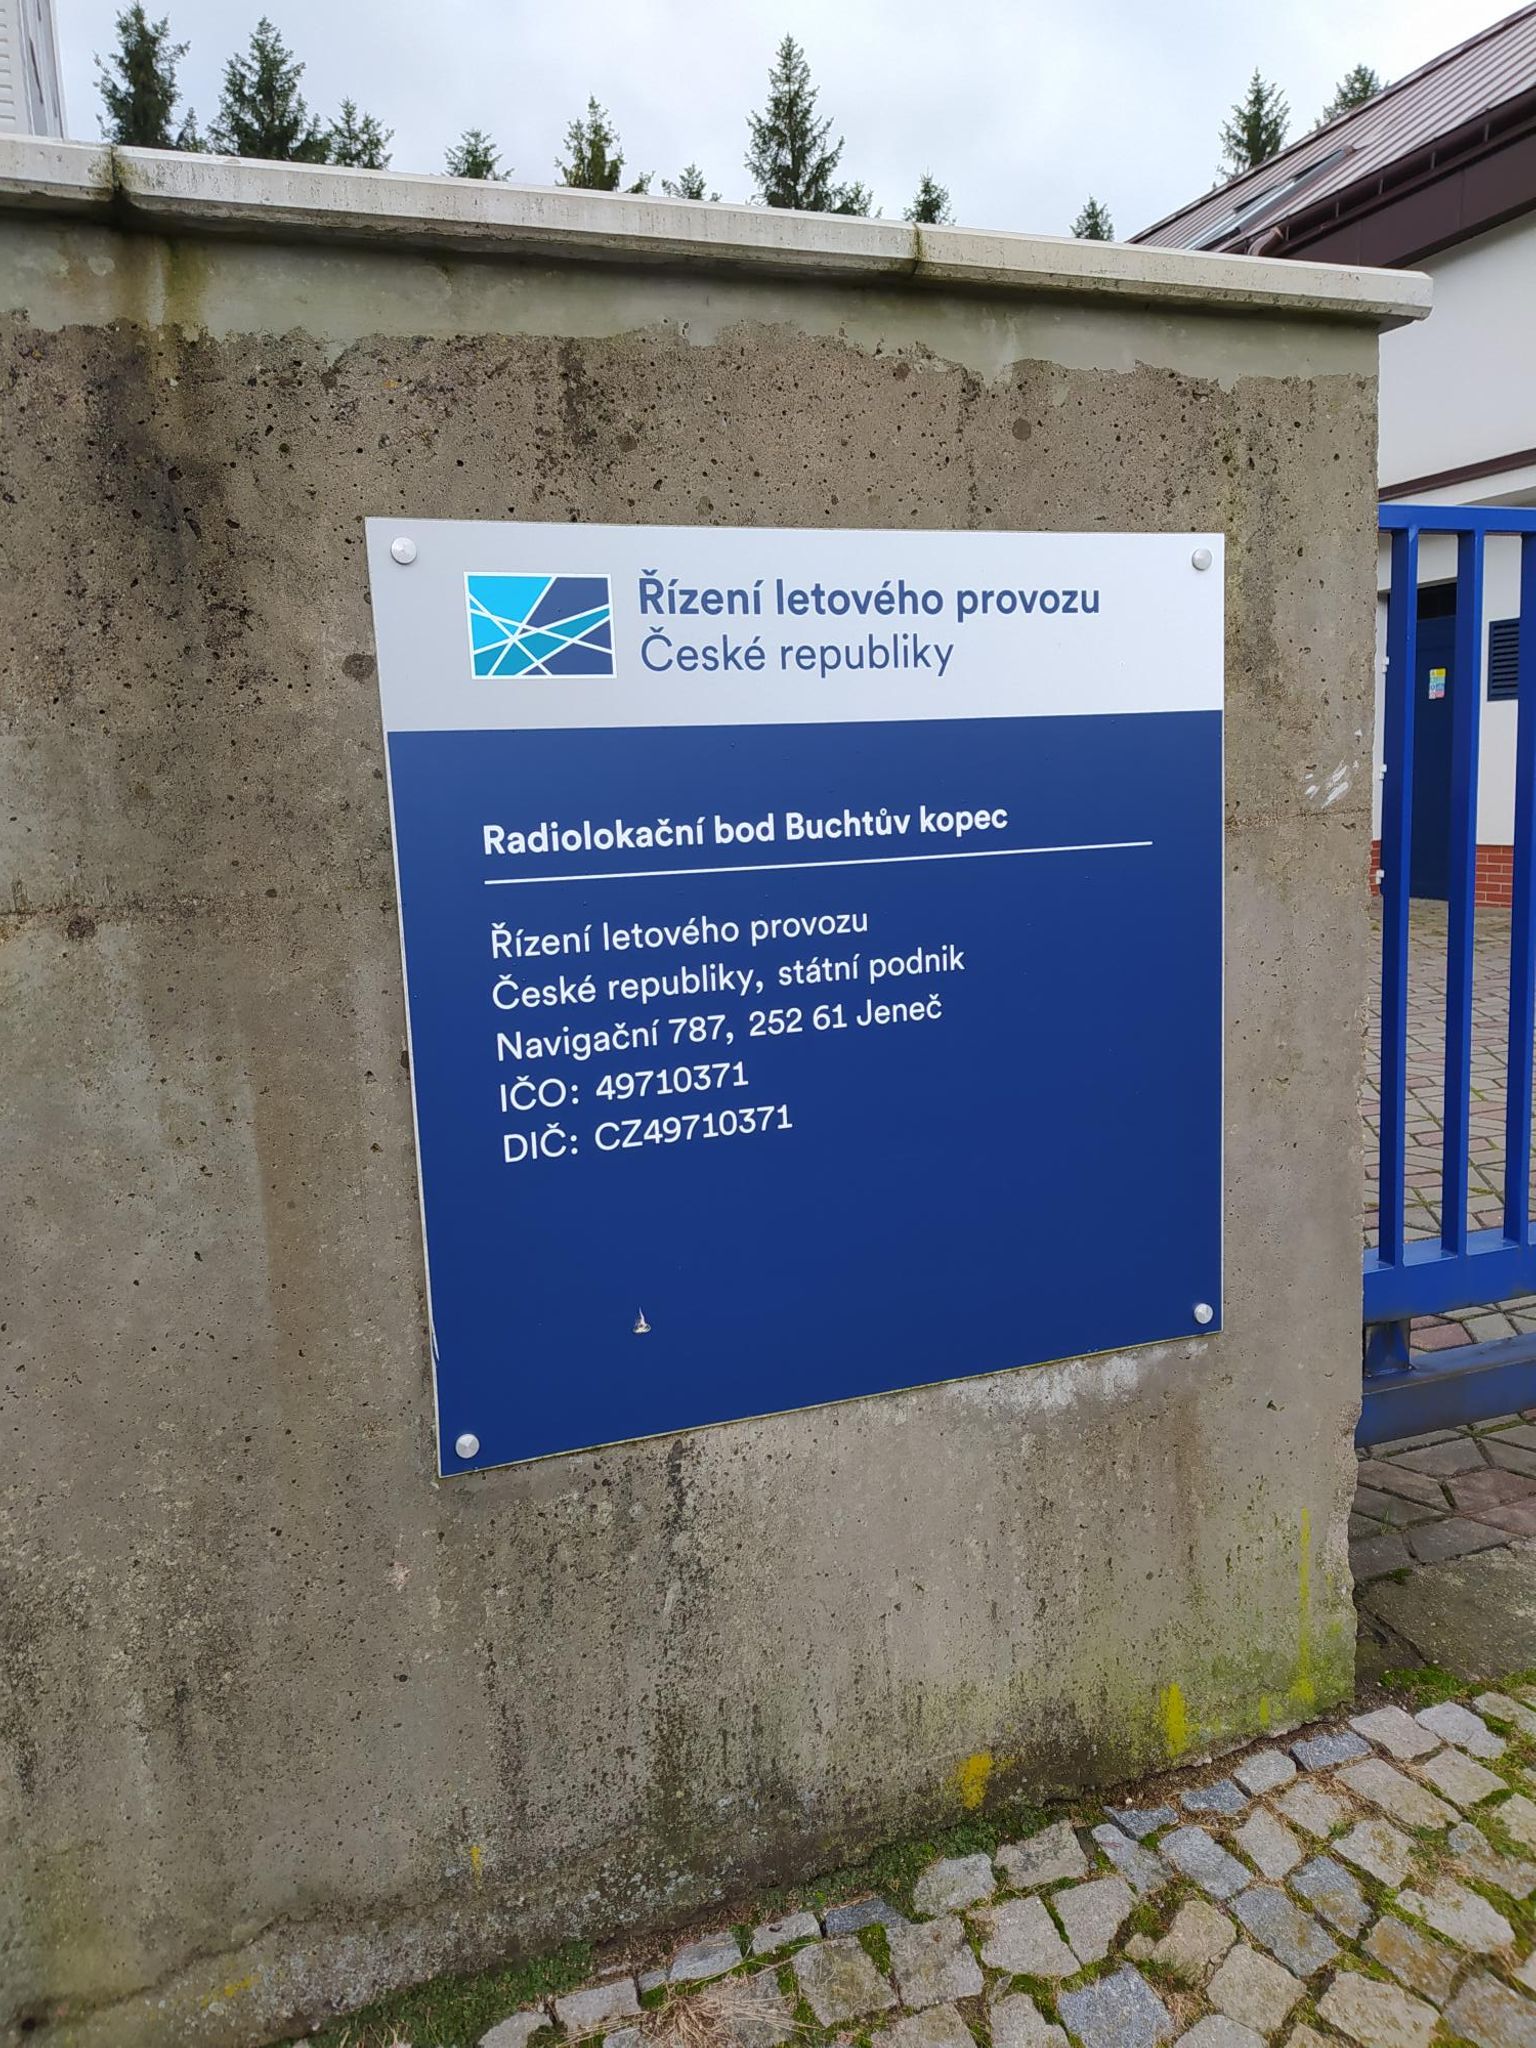 Řízení letového provozu
České republiky
Radiolokační bod Buchtův kopec
Řízení letového provozu
České republiky, státní podnik
Navigační 787, 252 61 Jeneč
IČO: 49710371
DIČ: CZ49710371